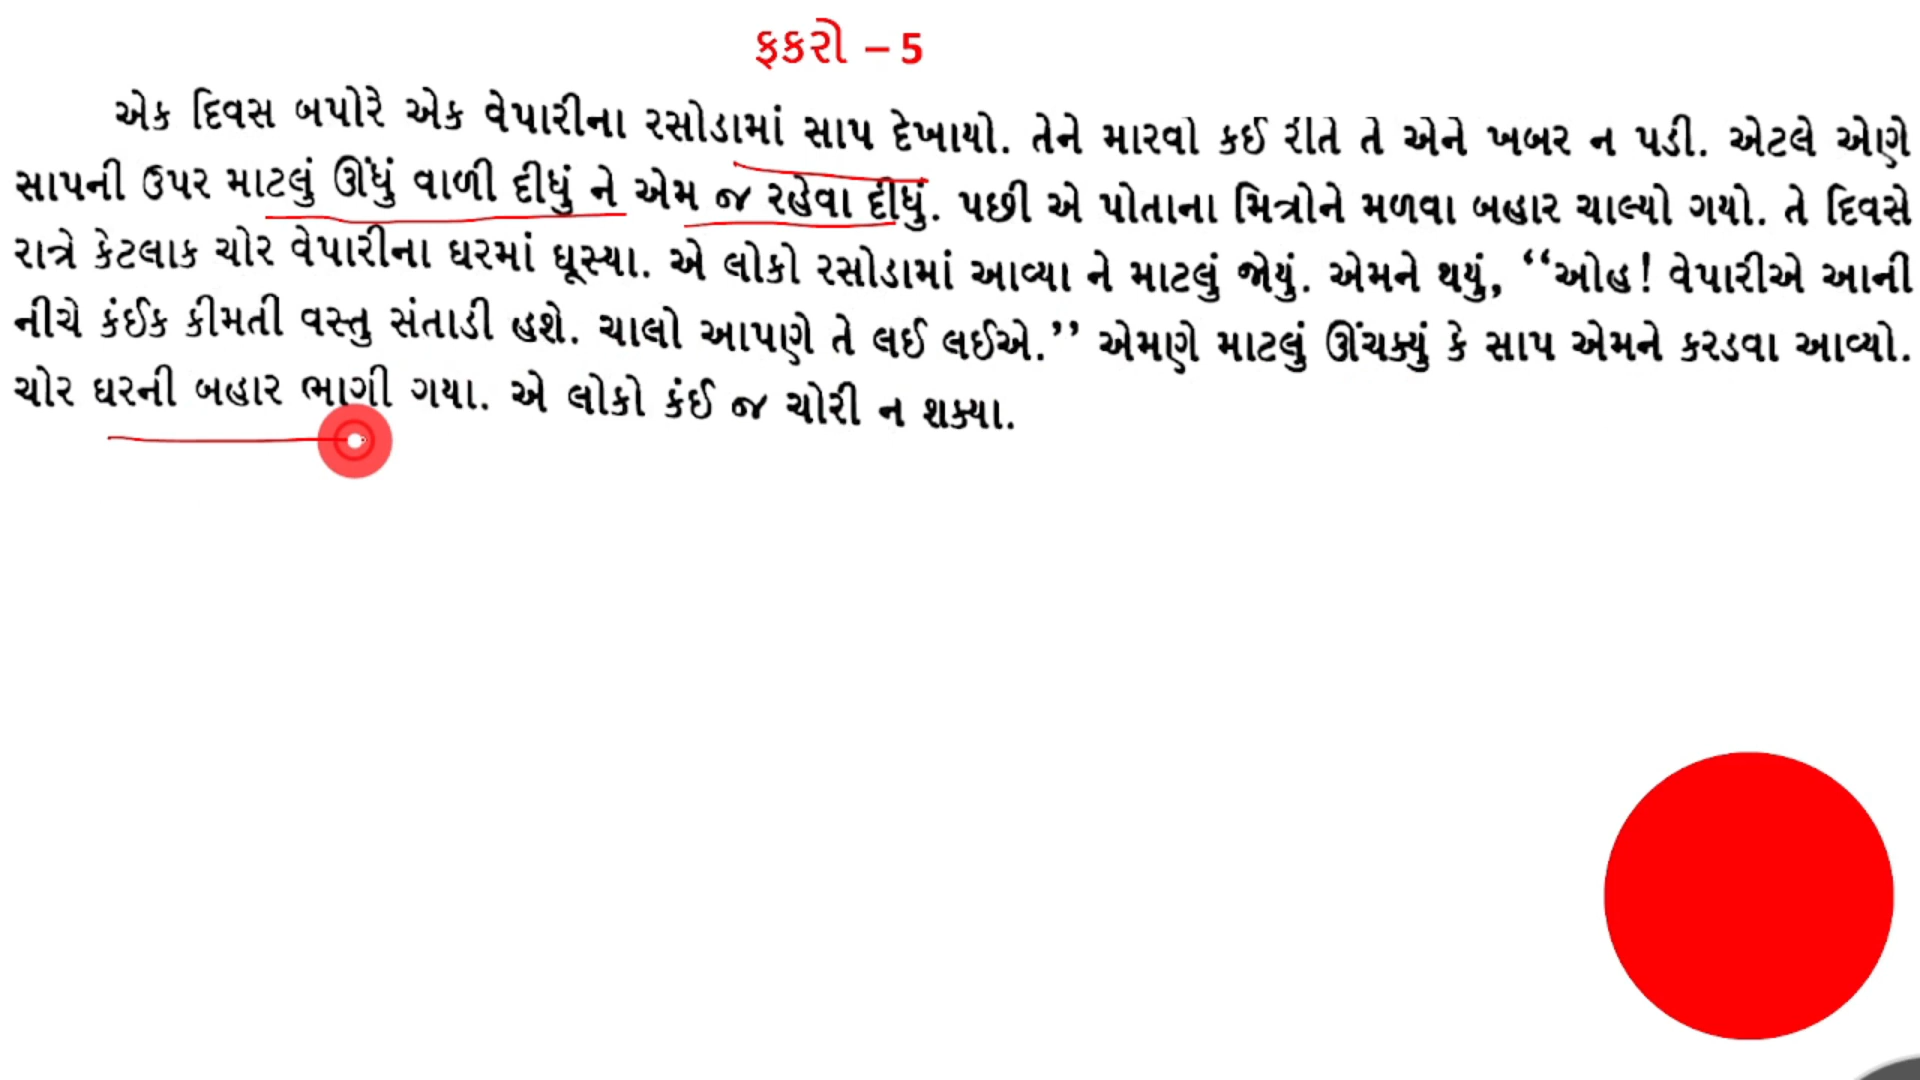 ફકરો – 5
એક દિવસ બપોરે એક વેપારીના રસોડામાં સાપ દેખાયો. તેને મારવો કઈ રીતે તે એને ખબર ન પડી. એટલે એણે
સાપની ઉપર માટલું ઊંધું વાળી દીધું ને એમ જ રહેવા દીધું. પછી એ પોતાના મિત્રોને મળવા બહાર ચાલ્યો ગયો. તે દિવસે
રાત્રે કેટલાક ચોર વેપારીના ઘરમાં ઘૂસ્યા. એ લોકો રસોડામાં આવ્યા ને માટલું જોયું. એમને થયું, “ઓહ! વેપારીએ આની
નીચે કંઈક કીમતી વસ્તુ સંતાડી હશે. ચાલો આપણે તે લઈ લઈએ.” એમણે માટલું ઊંચક્યું કે સાપ એમને કરડવા આવ્યો.
ચોર ઘરની બહાર ભાગી ગયા. એ લોકો કંઈ જ ચોરી ન શક્યા.